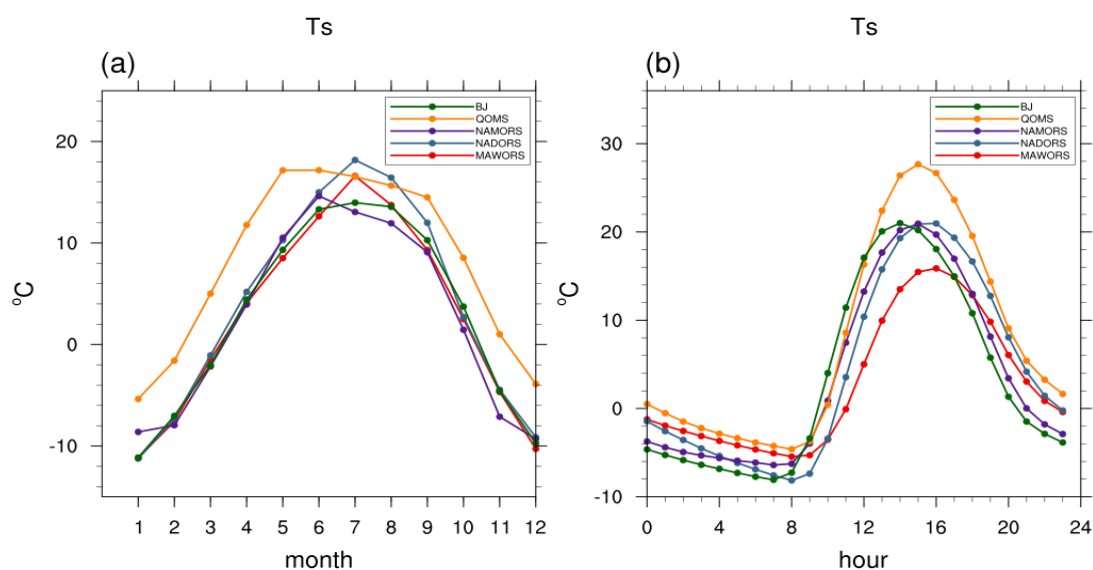 Ts
(a)
BJ
QOMS
NAMORS
NADORS
MAWORS
20
10
0
-10
°C
1 2 3 4 5 6 7 8 9 10 11 12
month
Ts
(b)
BJ
QOMS
NAMORS
NADORS
MAWORS
30
20
10
0
-10
°C
0 4 8 12 16 20 24
hour